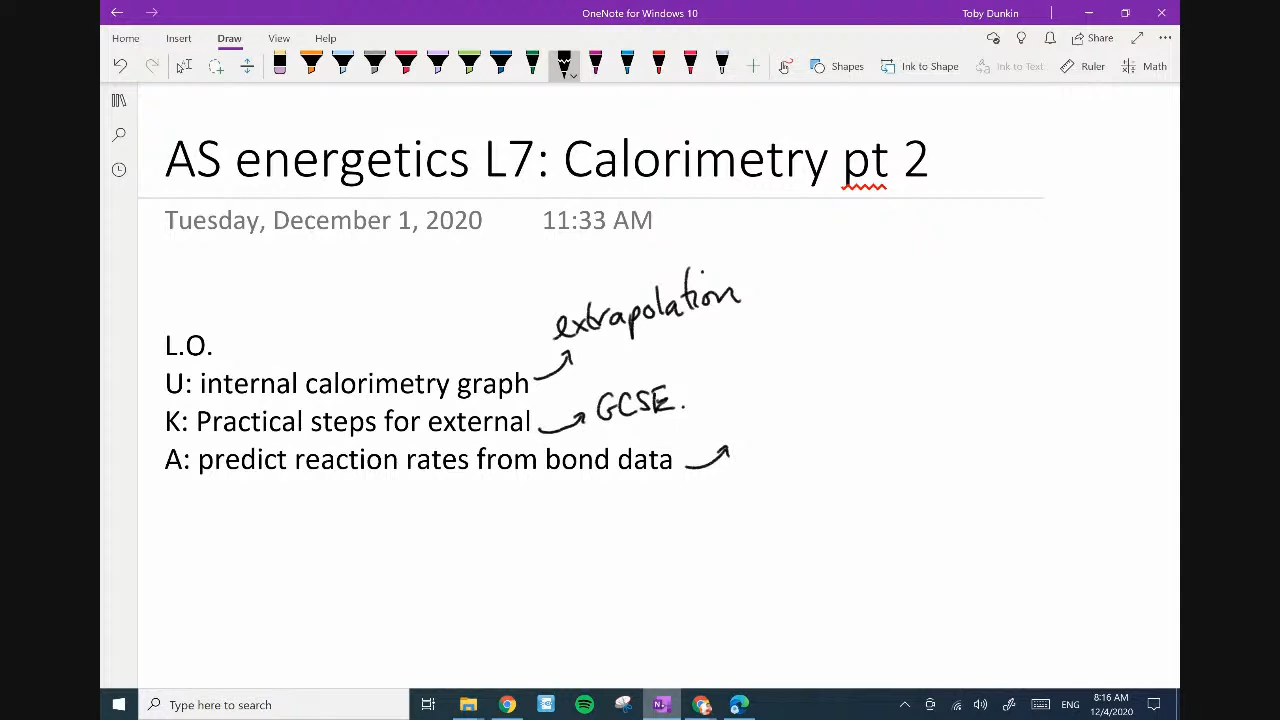 OneNote for Windows 10
Toby Dunkin
Home Insert Draw View Help
Share
Shapes Ink to Shape Ink to Text Ruler Math
AS energetics L7: Calorimetry pt 2
Tuesday, December 1, 2020 11:33 AM
extrapolation
L.O.
U: internal calorimetry graph
GCSE.
K: Practical steps for external
A: predict reaction rates from bond data
Type here to search
ENG
8:16 AM
12/4/2020